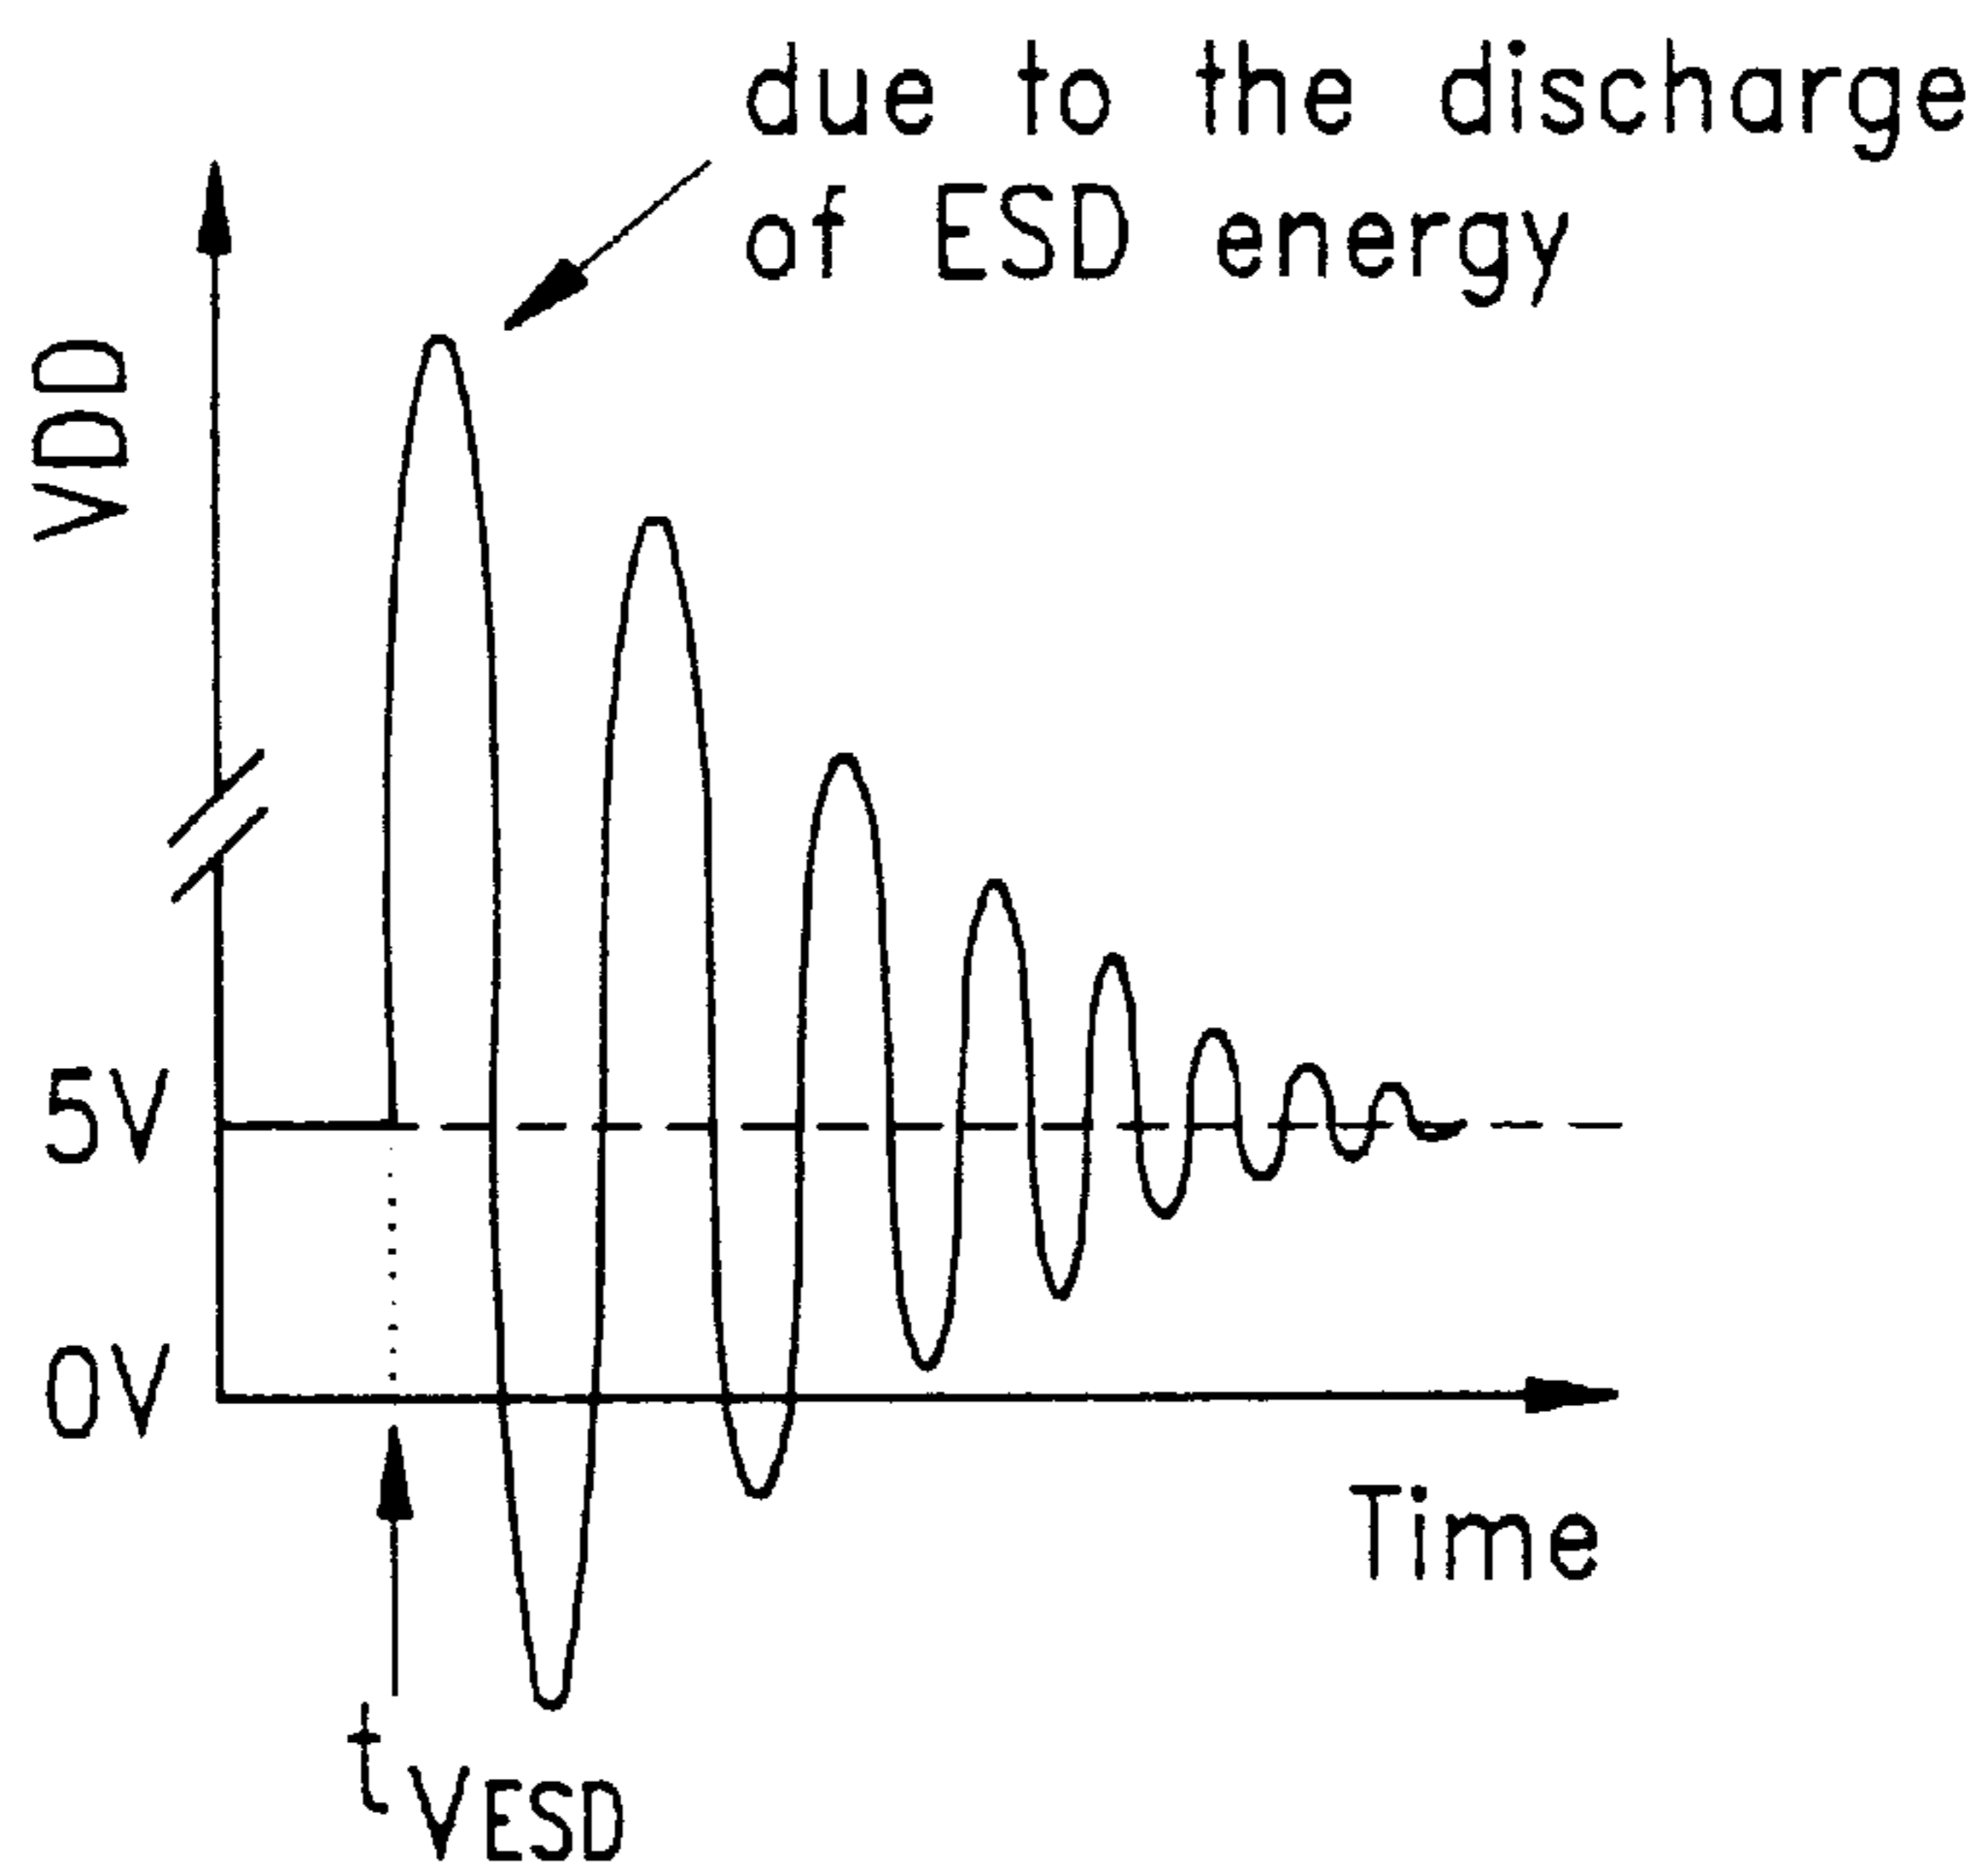 due to the discharge
of ESD energy
VDD
5V
0V
Time
tVESD